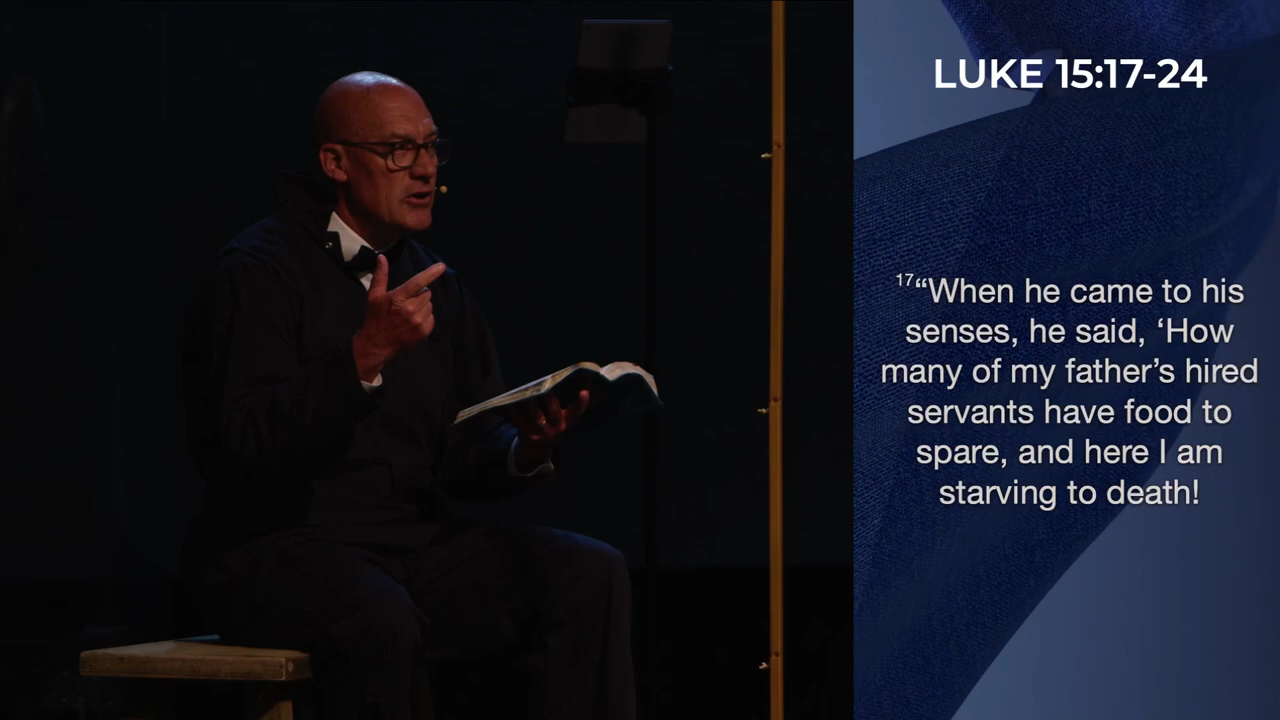 LUKE 15:17-24
17“When he came to his
senses, he said, ‘How
many of my father’s hired
servants have food to
spare, and here I am
starving to death!